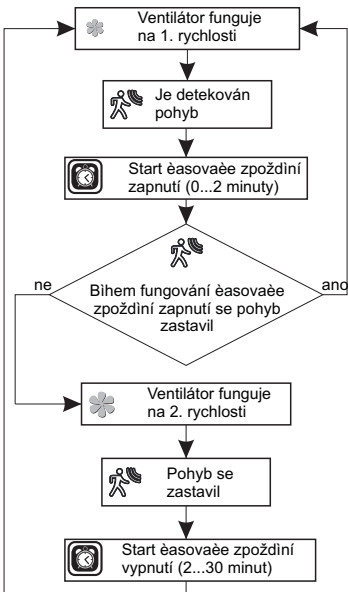 Ventilátor funguje
na 1. rychlosti
Je detekován
pohyb
Start èasovaèe zpoždìní
zapnutí (0...2 minuty)
ne
ano
Bìhem fungování èasovaèe
zpoždìní zapnutí se pohyb
zastavil
Ventilátor funguje
na 2. rychlosti
Pohyb se
zastavil
Start èasovaèe zpoždìní
vypnutí (2...30 minut)